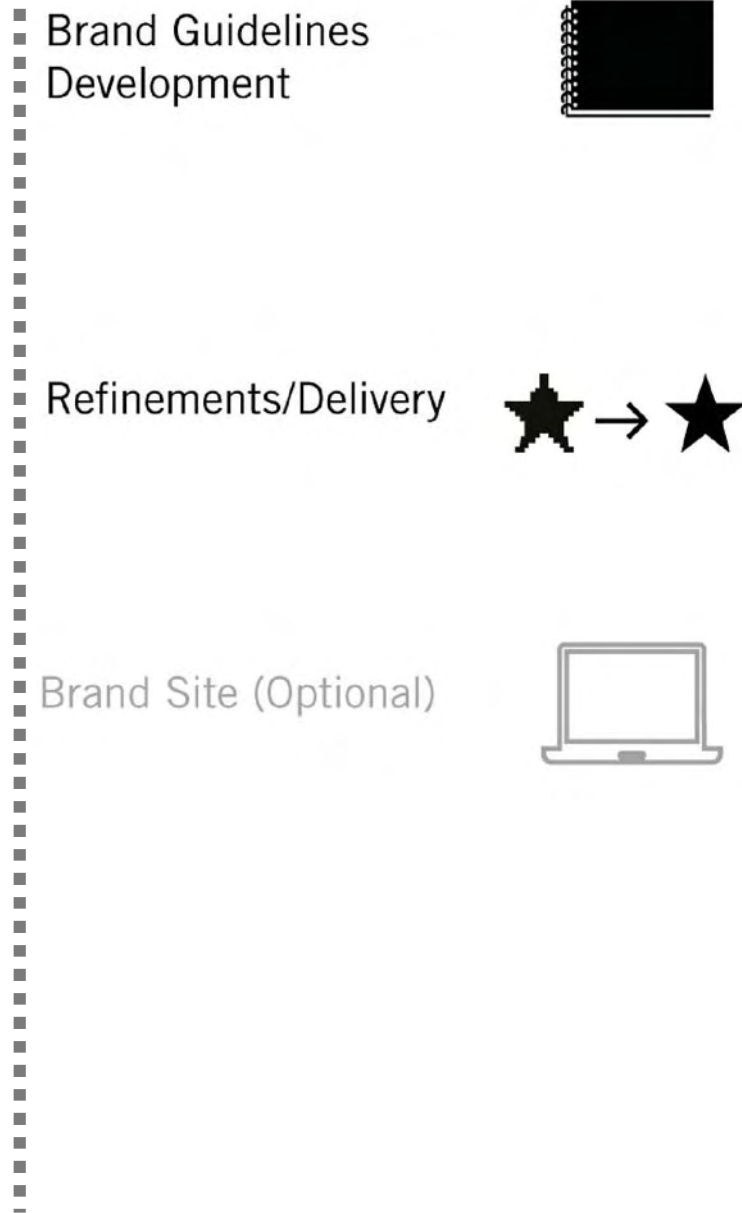 Brand Guidelines
Development
Refinements/Delivery
Brand Site (Optional)